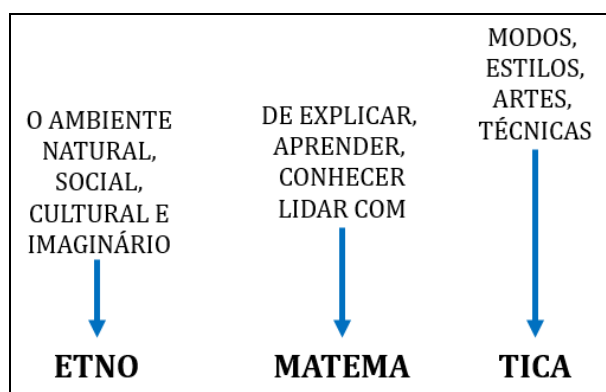 O AMBIENTE
NATURAL,
SOCIAL,
CULTURAL E
IMAGINÁRIO
DE EXPLICAR,
APRENDER,
CONHECER
LIDAR COM
MODOS,
ESTILOS,
ARTES,
TÉCNICAS
ETNO
MATEMA
TICA